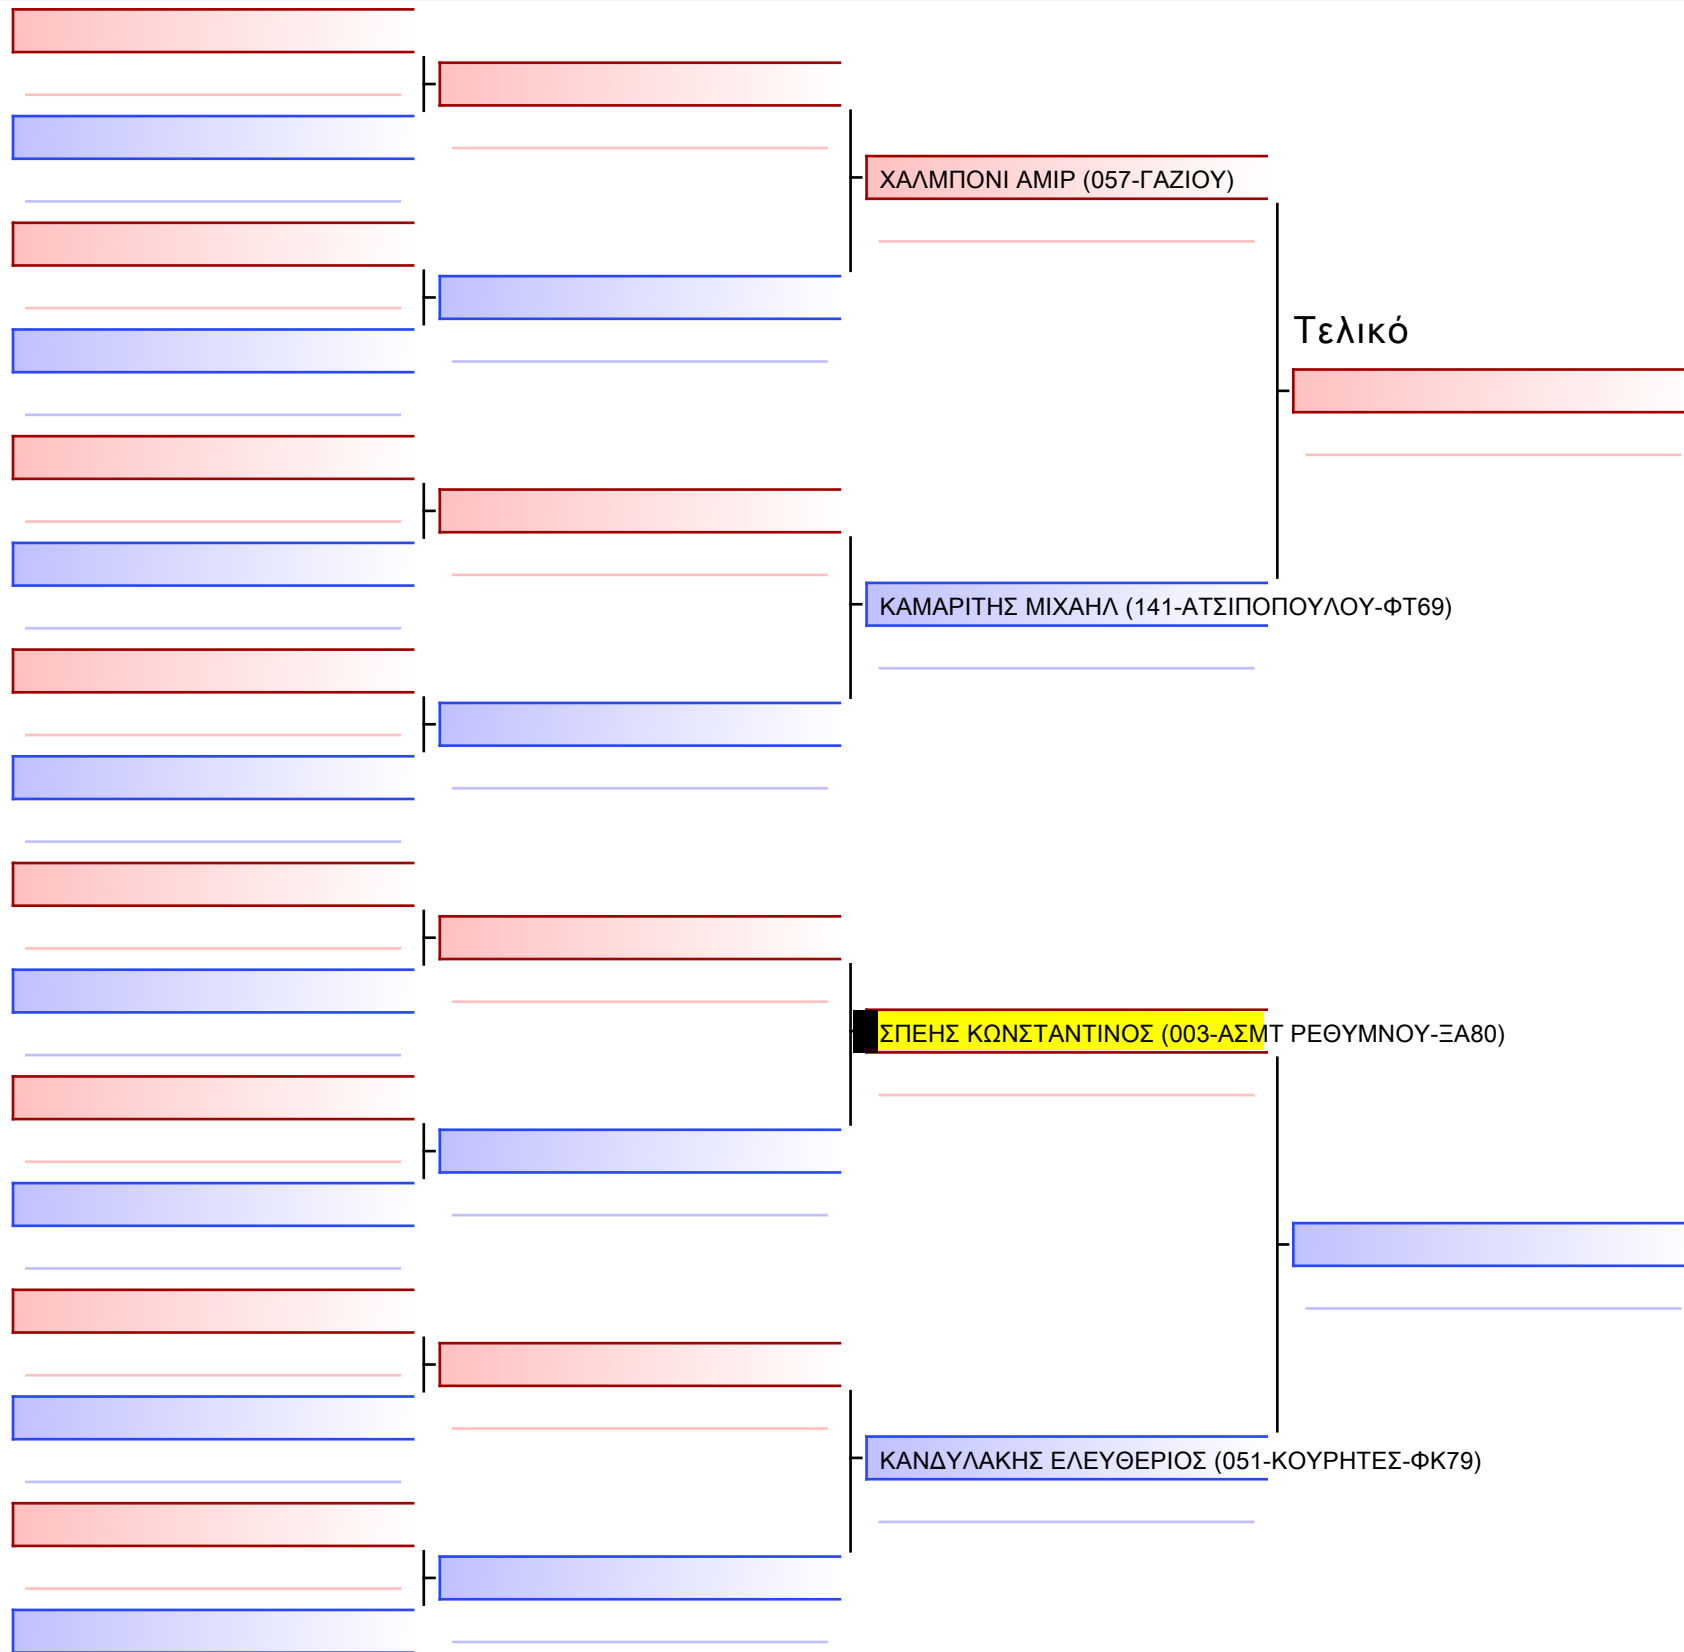 ΧΑΛΜΠΟΝΙ ΑΜΙΡ (057-ΓΑΖΙΟΥ)
Τελικό
ΚΑΜΑΡΙΤΗΣ ΜΙΧΑΗΛ (141-ΑΤΣΙΠΟΠΟΥΛΟΥ-ΦΤ69)
ΣΠΕΗΣ ΚΩΝΣΤΑΝΤΙΝΟΣ (003-ΑΣΜΤ ΡΕΘΥΜΝΟΥ-ΞΑ80)
ΚΑΝΔΥΛΑΚΗΣ ΕΛΕΥΘΕΡΙΟΣ (051-ΚΟΥΡΗΤΕΣ-ΦΚ79)